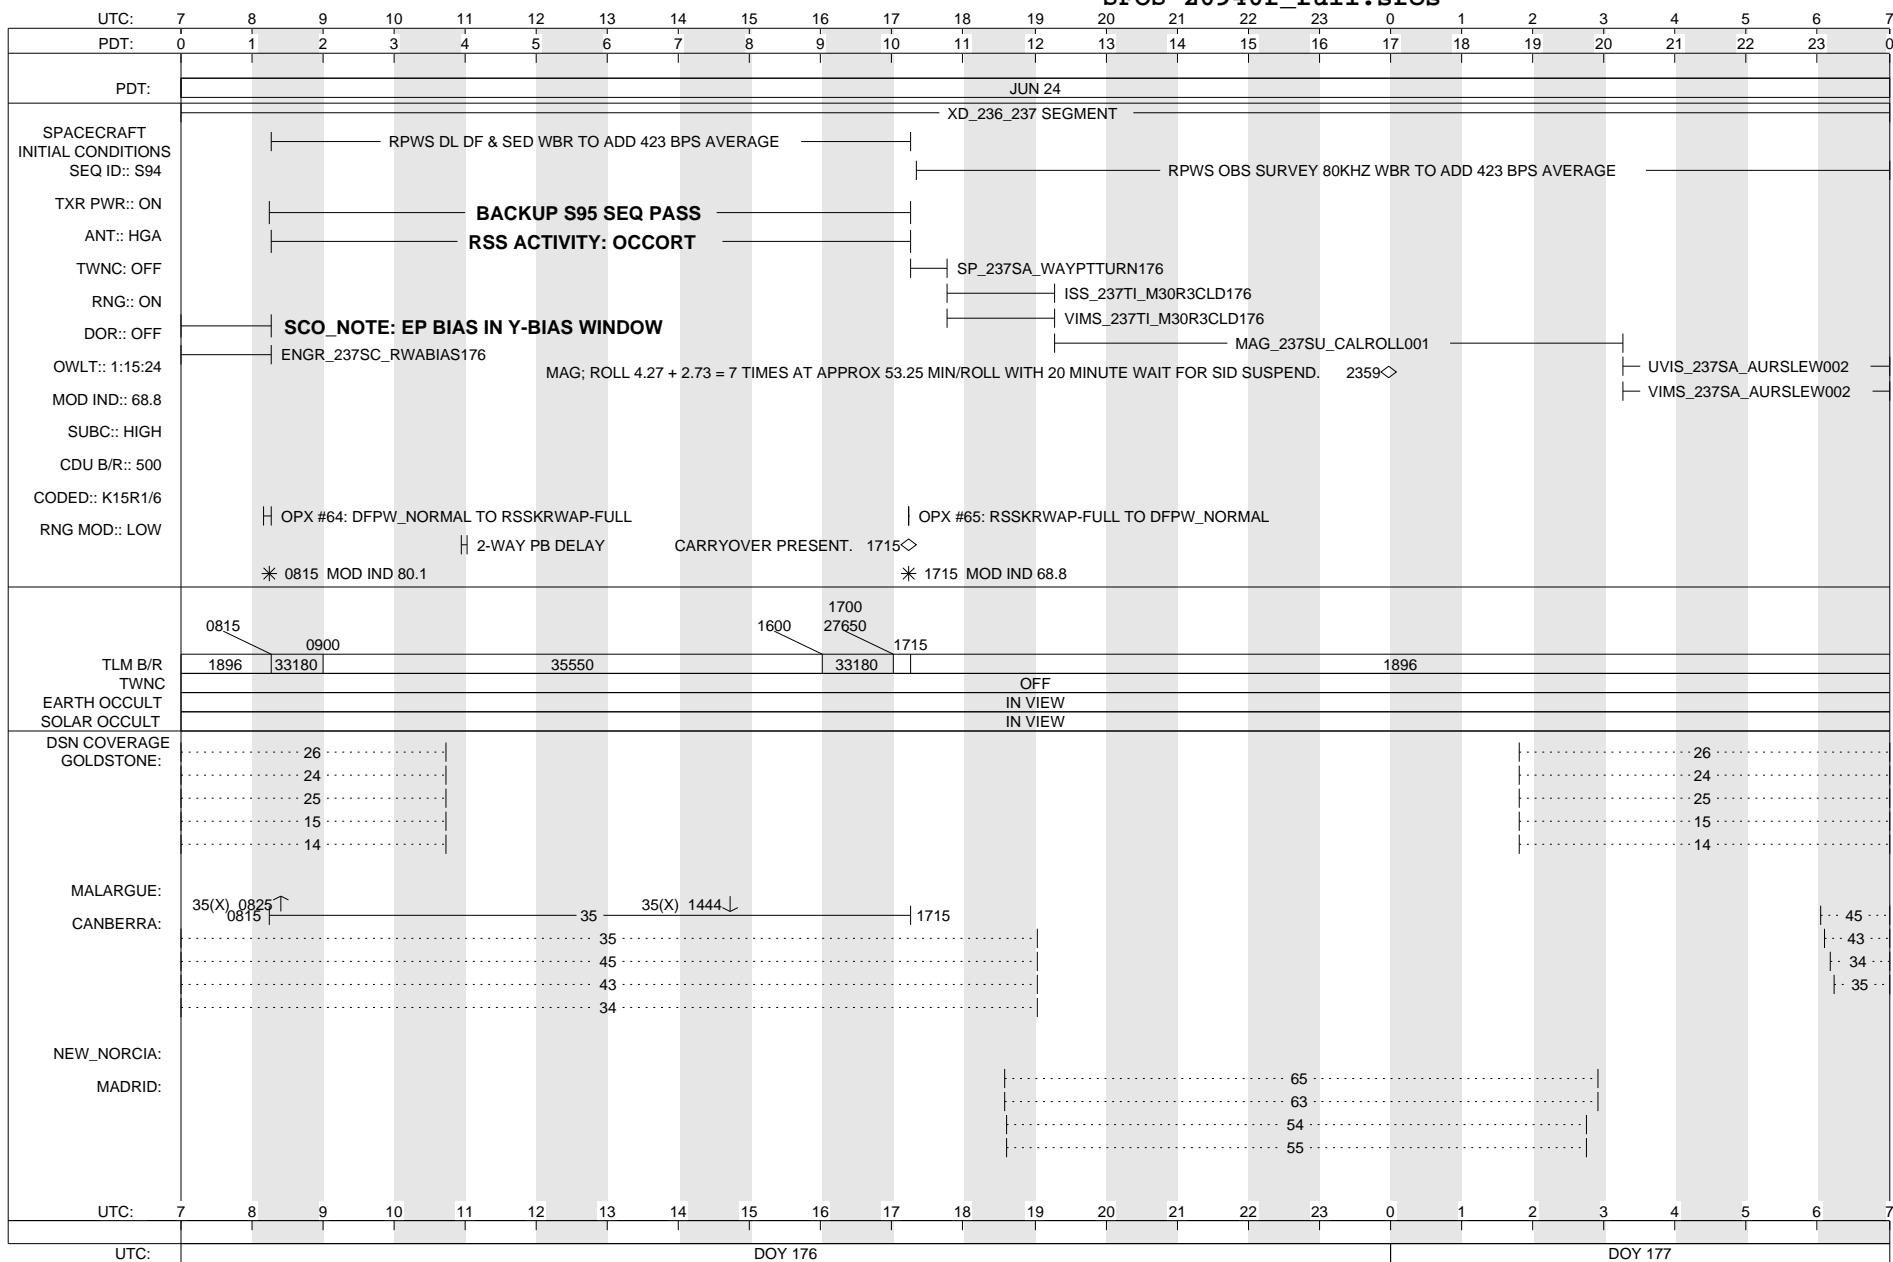 UTC: 7 8 9 10 11 12 13 14 15 16 17 18 19 20 21 22 23 0 1 2 3 4 5 6 7
PDT: 0 1 2 3 4 5 6 7 8 9 10 11 12 13 14 15 16 17 18 19 20 21 22 23 0
PDT: JUN 24
XD_236_237 SEGMENT
SPACECRAFT
INITIAL CONDITIONS
RPWS DL DF & SED WBR TO ADD 423 BPS AVERAGE
SEQ ID:: S94
RPWS OBS SURVEY 80KHZ WBR TO ADD 423 BPS AVERAGE
TXR PWR:: ON
BACKUP S95 SEQ PASS
ANT:: HGA
RSS ACTIVITY: OCCORT
TWNC: OFF
SP_237SA_WAYPTTURN176
RNG:: ON
ISS_237TI_M30R3CLD176
VIMS_237TI_M30R3CLD176
DOR:: OFF
SCO_NOTE: EP BIAS IN Y-BIAS WINDOW
MAG_237SU_CALROLL001
ENGR_237SC_RWABIAS176
OWLT:: 1:15:24
MAG; ROLL 4.27 + 2.73 = 7 TIMES AT APPROX 53.25 MIN/ROLL WITH 20 MINUTE WAIT FOR SID SUSPEND. 2359
UVIS_237SA_AURSLEW002
MOD IND:: 68.8
VIMS_237SA_AURSLEW002
SUBC:: HIGH
CDU B/R:: 500
CODED:: K15R1/6
OPX #64: DFPW_NORMAL TO RSSKRWAP-FULL
OPX #65: RSSKRWAP-FULL TO DFPW_NORMAL
RNG MOD:: LOW
2-WAY PB DELAY
CARRYOVER PRESENT. 1715
0815 MOD IND 80.1
1715 MOD IND 68.8
1700
0815 1600 27650
0900 1715
TLM B/R 1896 33180 35550 33180 1896
TWNC OFF
EARTH OCCULT IN VIEW
SOLAR OCCULT IN VIEW
DSN COVERAGE
GOLDSTONE:
26 26
24 24
25 25
15 15
14 14
MALARGUE:
35(X) 0825 35(X) 1444
CANBERRA:
0815 35 1715 45
35 43
45 34
43 35
34
NEW_NORCIA:
MADRID:
65
63
54
55
UTC: 7 8 9 10 11 12 13 14 15 16 17 18 19 20 21 22 23 0 1 2 3 4 5 6 7
UTC: DOY 176 DOY 177